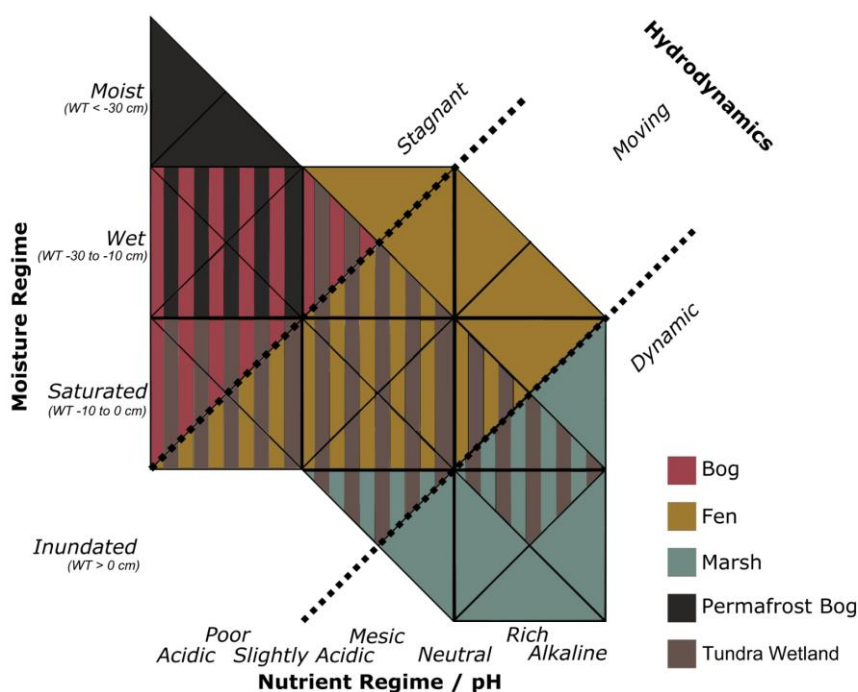 Hydrodynamics
Stagnant
Moving
Dynamic
Moisture Regime
Moist
(WT < -30 cm)
Wet
(WT -30 to -10 cm)
Saturated
(WT -10 to 0 cm)
Inundated
(WT > 0 cm)
Bog
Fen
Marsh
Permafrost Bog
Tundra Wetland
Poor Mesic Rich
Acidic Slightly Acidic Neutral Alkaline
Nutrient Regime / pH